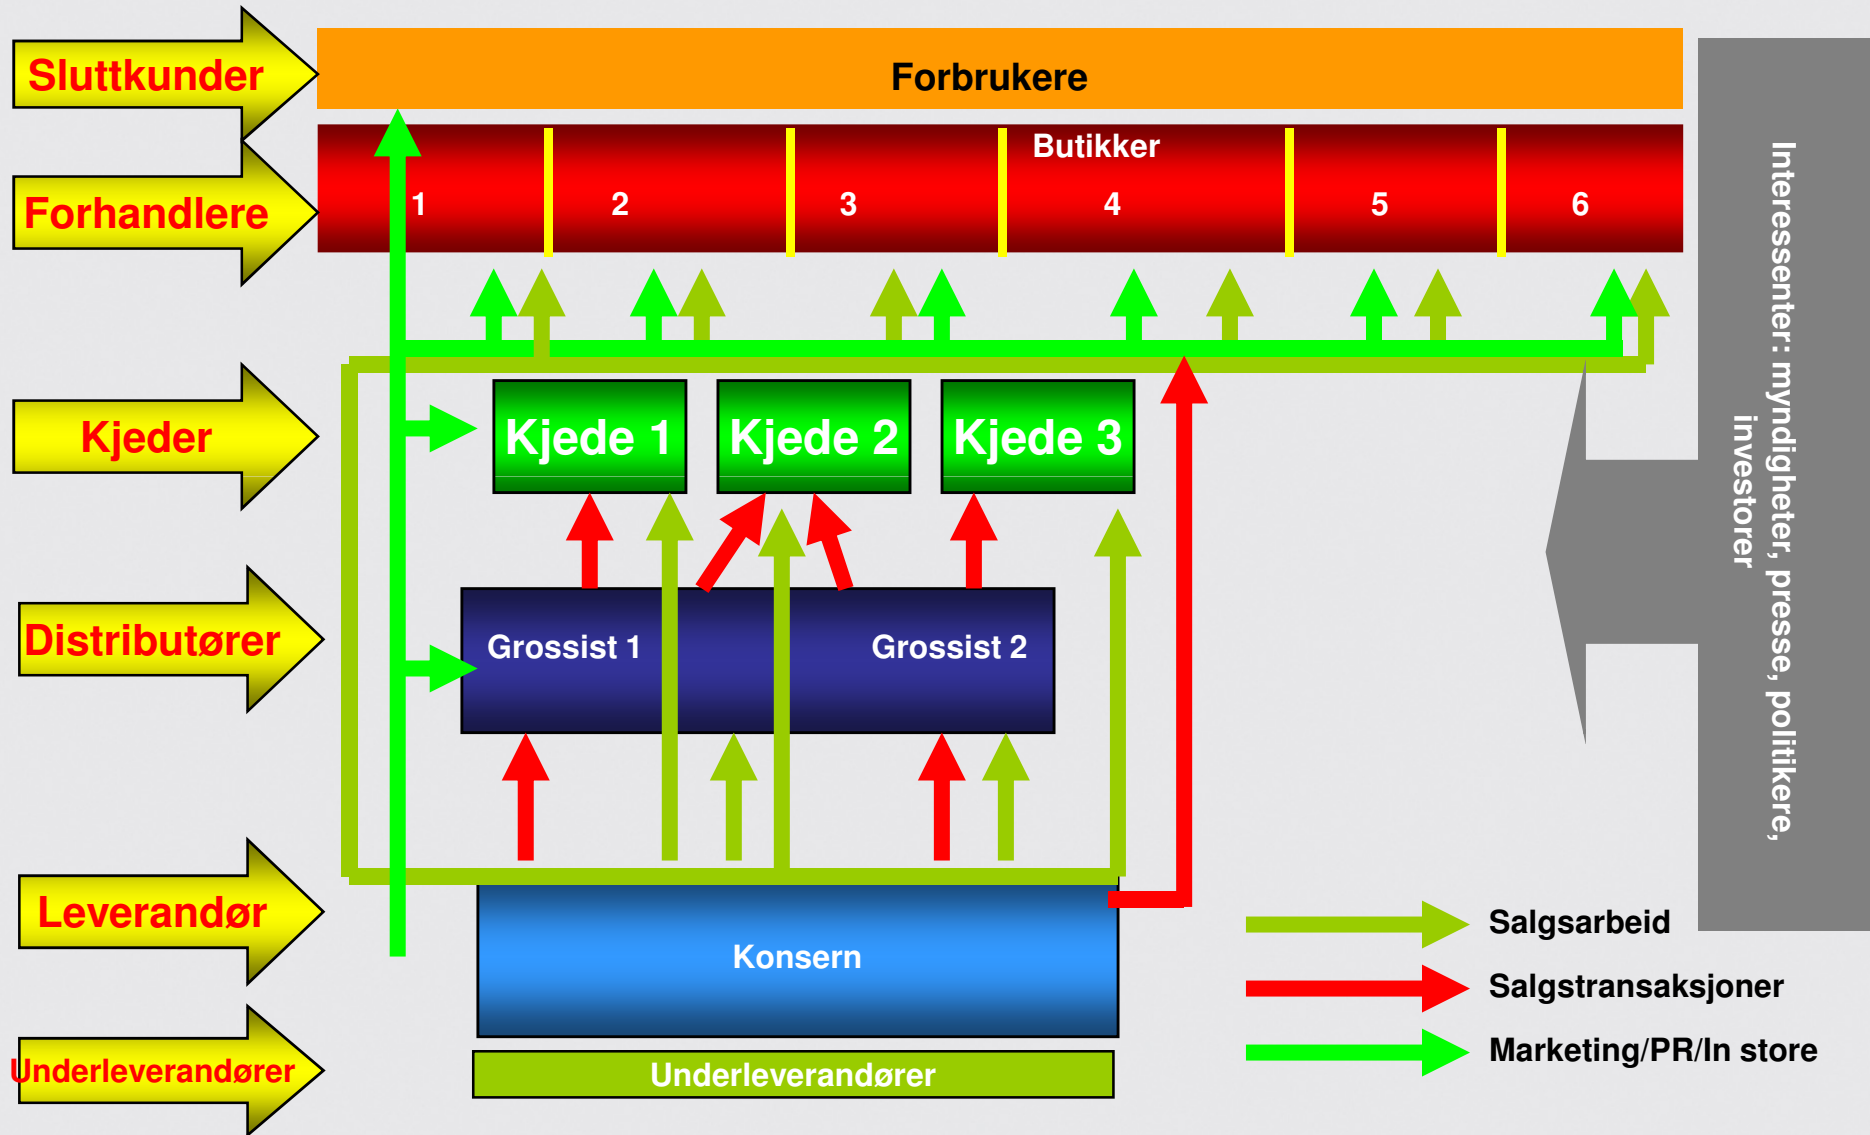 Sluttkunder
Forbrukere
Forhandlere
Butikker
1
2
3
4
5
6
Kjeder
Kjede 1
Kjede 2
Kjede 3
Distributører
Grossist 1
Grossist 2
Leverandør
Konsern
Underleverandører
Underleverandører
Interessenter: myndigheter, presse, politikere,
investorer
Salgsarbeid
Salgstransaksjoner
Marketing/PR/In store